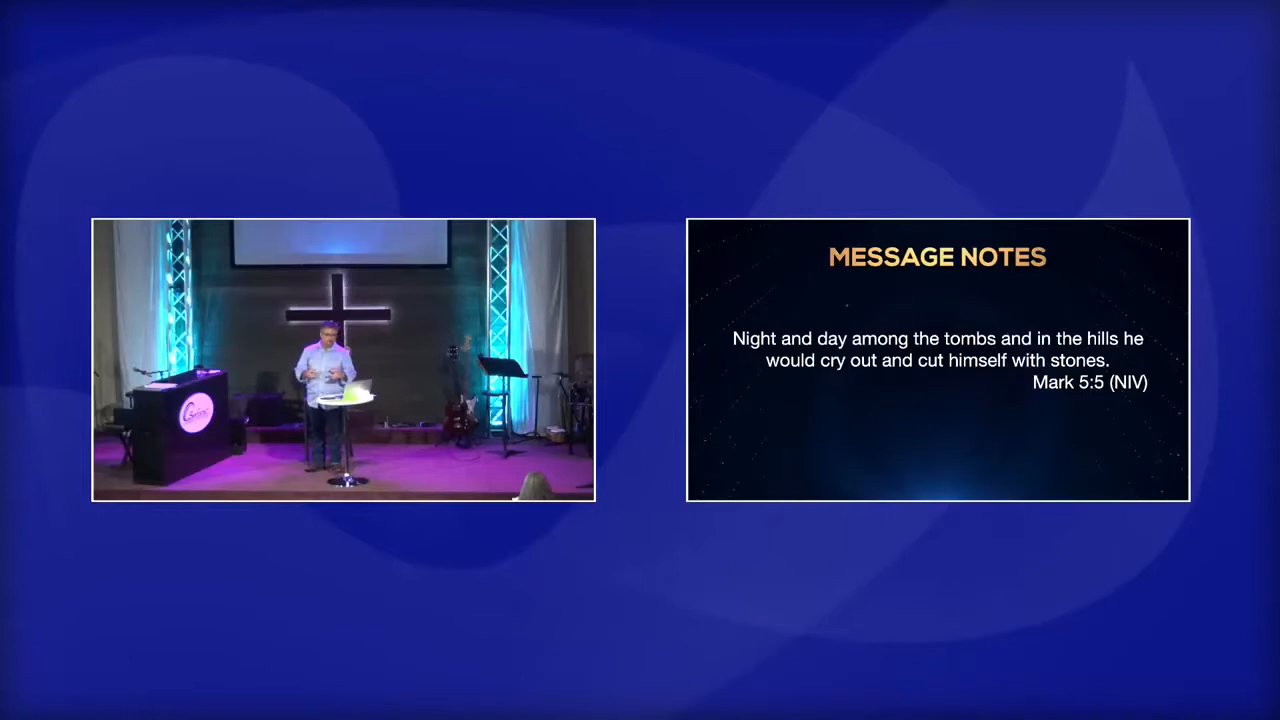 MESSAGE NOTES
Night and day among the tombs and in the hills he
would cry out and cut himself with stones.
Mark 5:5 (NIV)